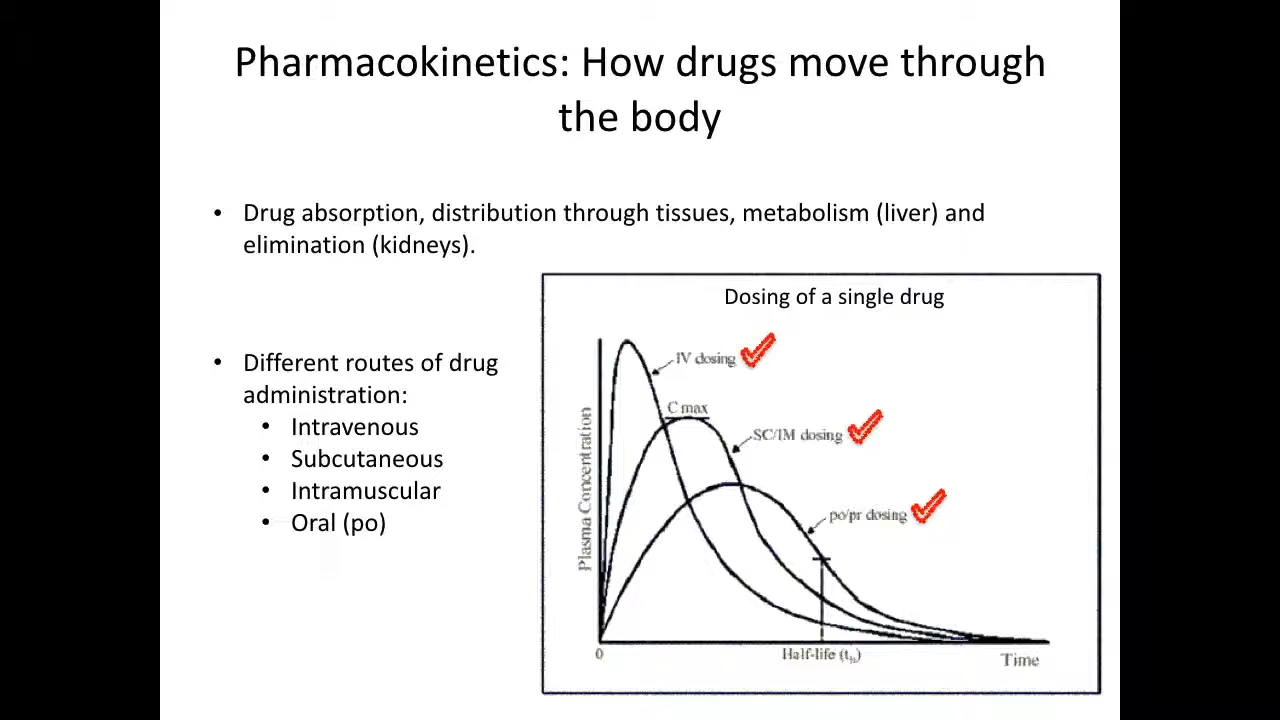 Pharmacokinetics: How drugs move through
the body
• Drug absorption, distribution through tissues, metabolism (liver) and
elimination (kidneys).
• Different routes of drug
administration:
• Intravenous
• Subcutaneous
• Intramuscular
• Oral (po)
Dosing of a single drug
IV dosing
C max
SC/IM dosing
po/pr dosing
Plasma Concentration
0
Half-life (t½)
Time